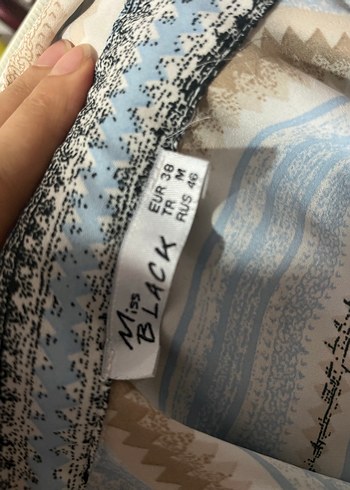 Miss
BLACK
EUR 38
TR M
RUS 46